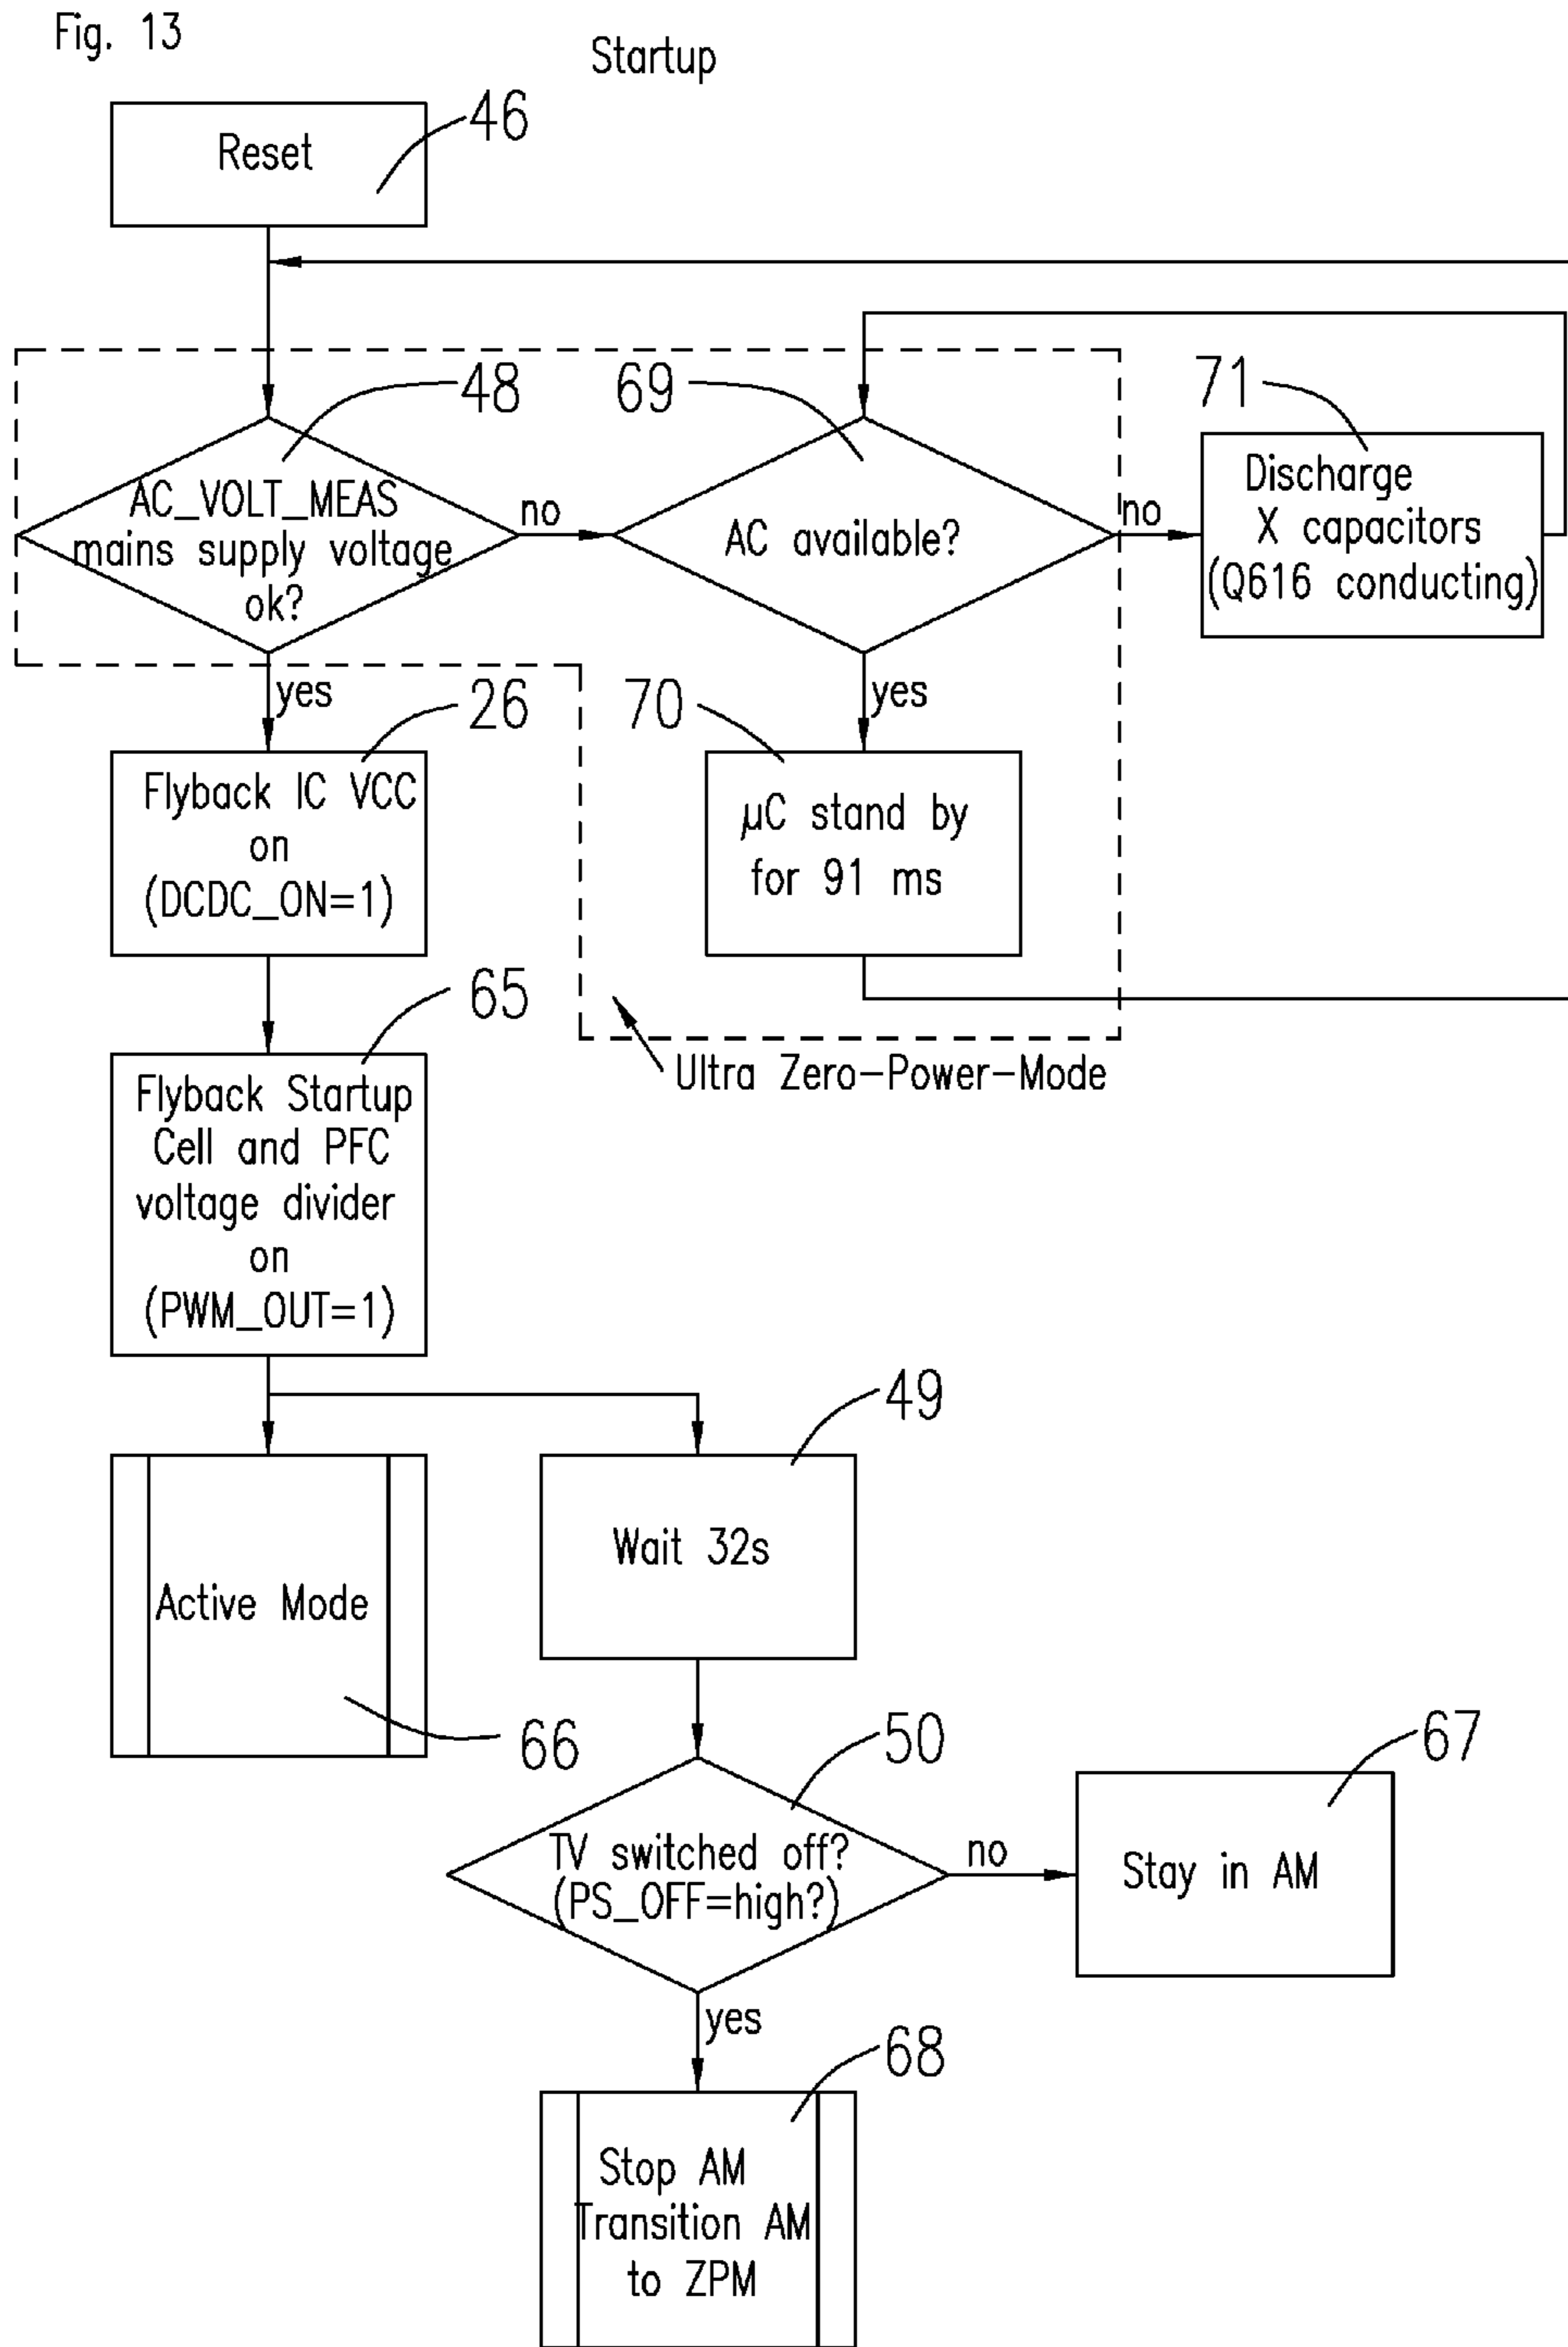 Fig. 13
Startup
Reset
46
48
69
71
AC_VOLT_MEAS
mains supply voltage
ok?
no
AC available?
no
Discharge
X capacitors
(Q616 conducting)
yes
26
70
yes
Flyback IC VCC
on
(DCDC_ON=1)
µC stand by
for 91 ms
65
Ultra Zero-Power-Mode
Flyback Startup
Cell and PFC
voltage divider
on
(PWM_OUT=1)
49
Active Mode
Wait 32s
66
50
67
TV switched off?
(PS_OFF=high?)
no
Stay in AM
yes
68
Stop AM
Transition AM
to ZPM